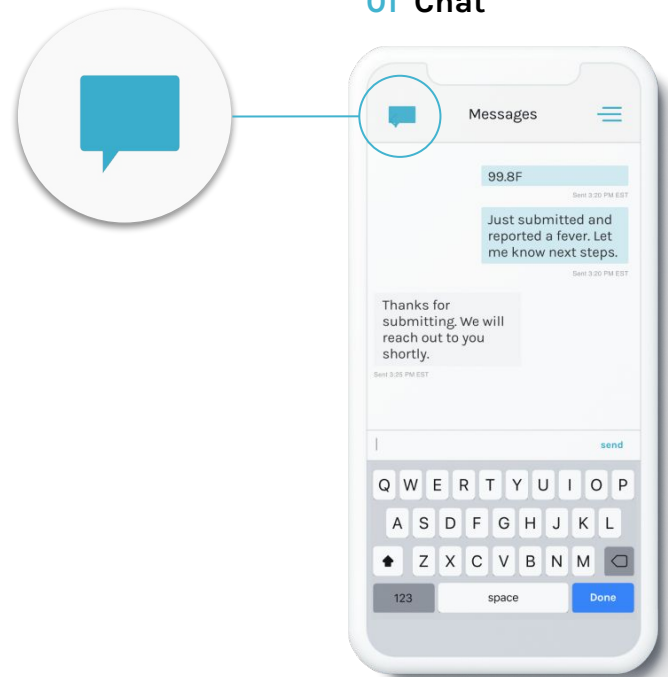 01 Chat
Messages
99.8F
Sent 3:20 PM EST
Just submitted and
reported a fever. Let
me know next steps.
Sent 3:20 PM EST
Thanks for
submitting. We will
reach out to you
shortly.
Sent 3:35 PM EST
send
Q W E R T Y U I O P
A S D F G H J K L
Z X C V B N M
123 space Done